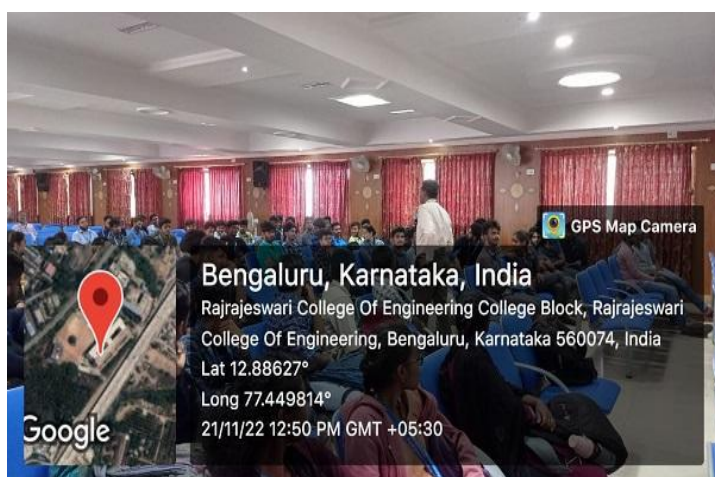 GPS Map Camera
Bengaluru, Karnataka, India
Rajrajeswari College Of Engineering College Block, Rajrajeswari
College Of Engineering, Bengaluru, Karnataka 560074, India
Lat 12.88627°
Long 77.449814°
21/11/22 12:50 PM GMT +05:30
Google